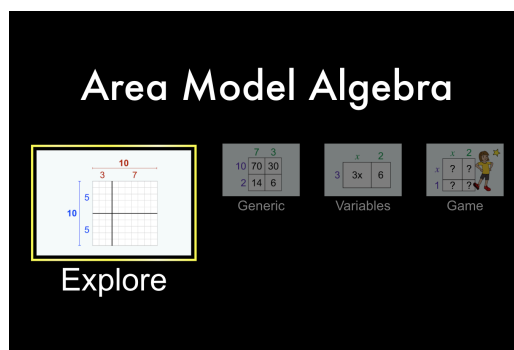 Area Model Algebra
10
3 7
5
10
5
Explore
7 3
10 70 30
2 14 6
Generic
x 2
3 3x 6
Variables
x 2
x ? ?
1 ? ?
Game